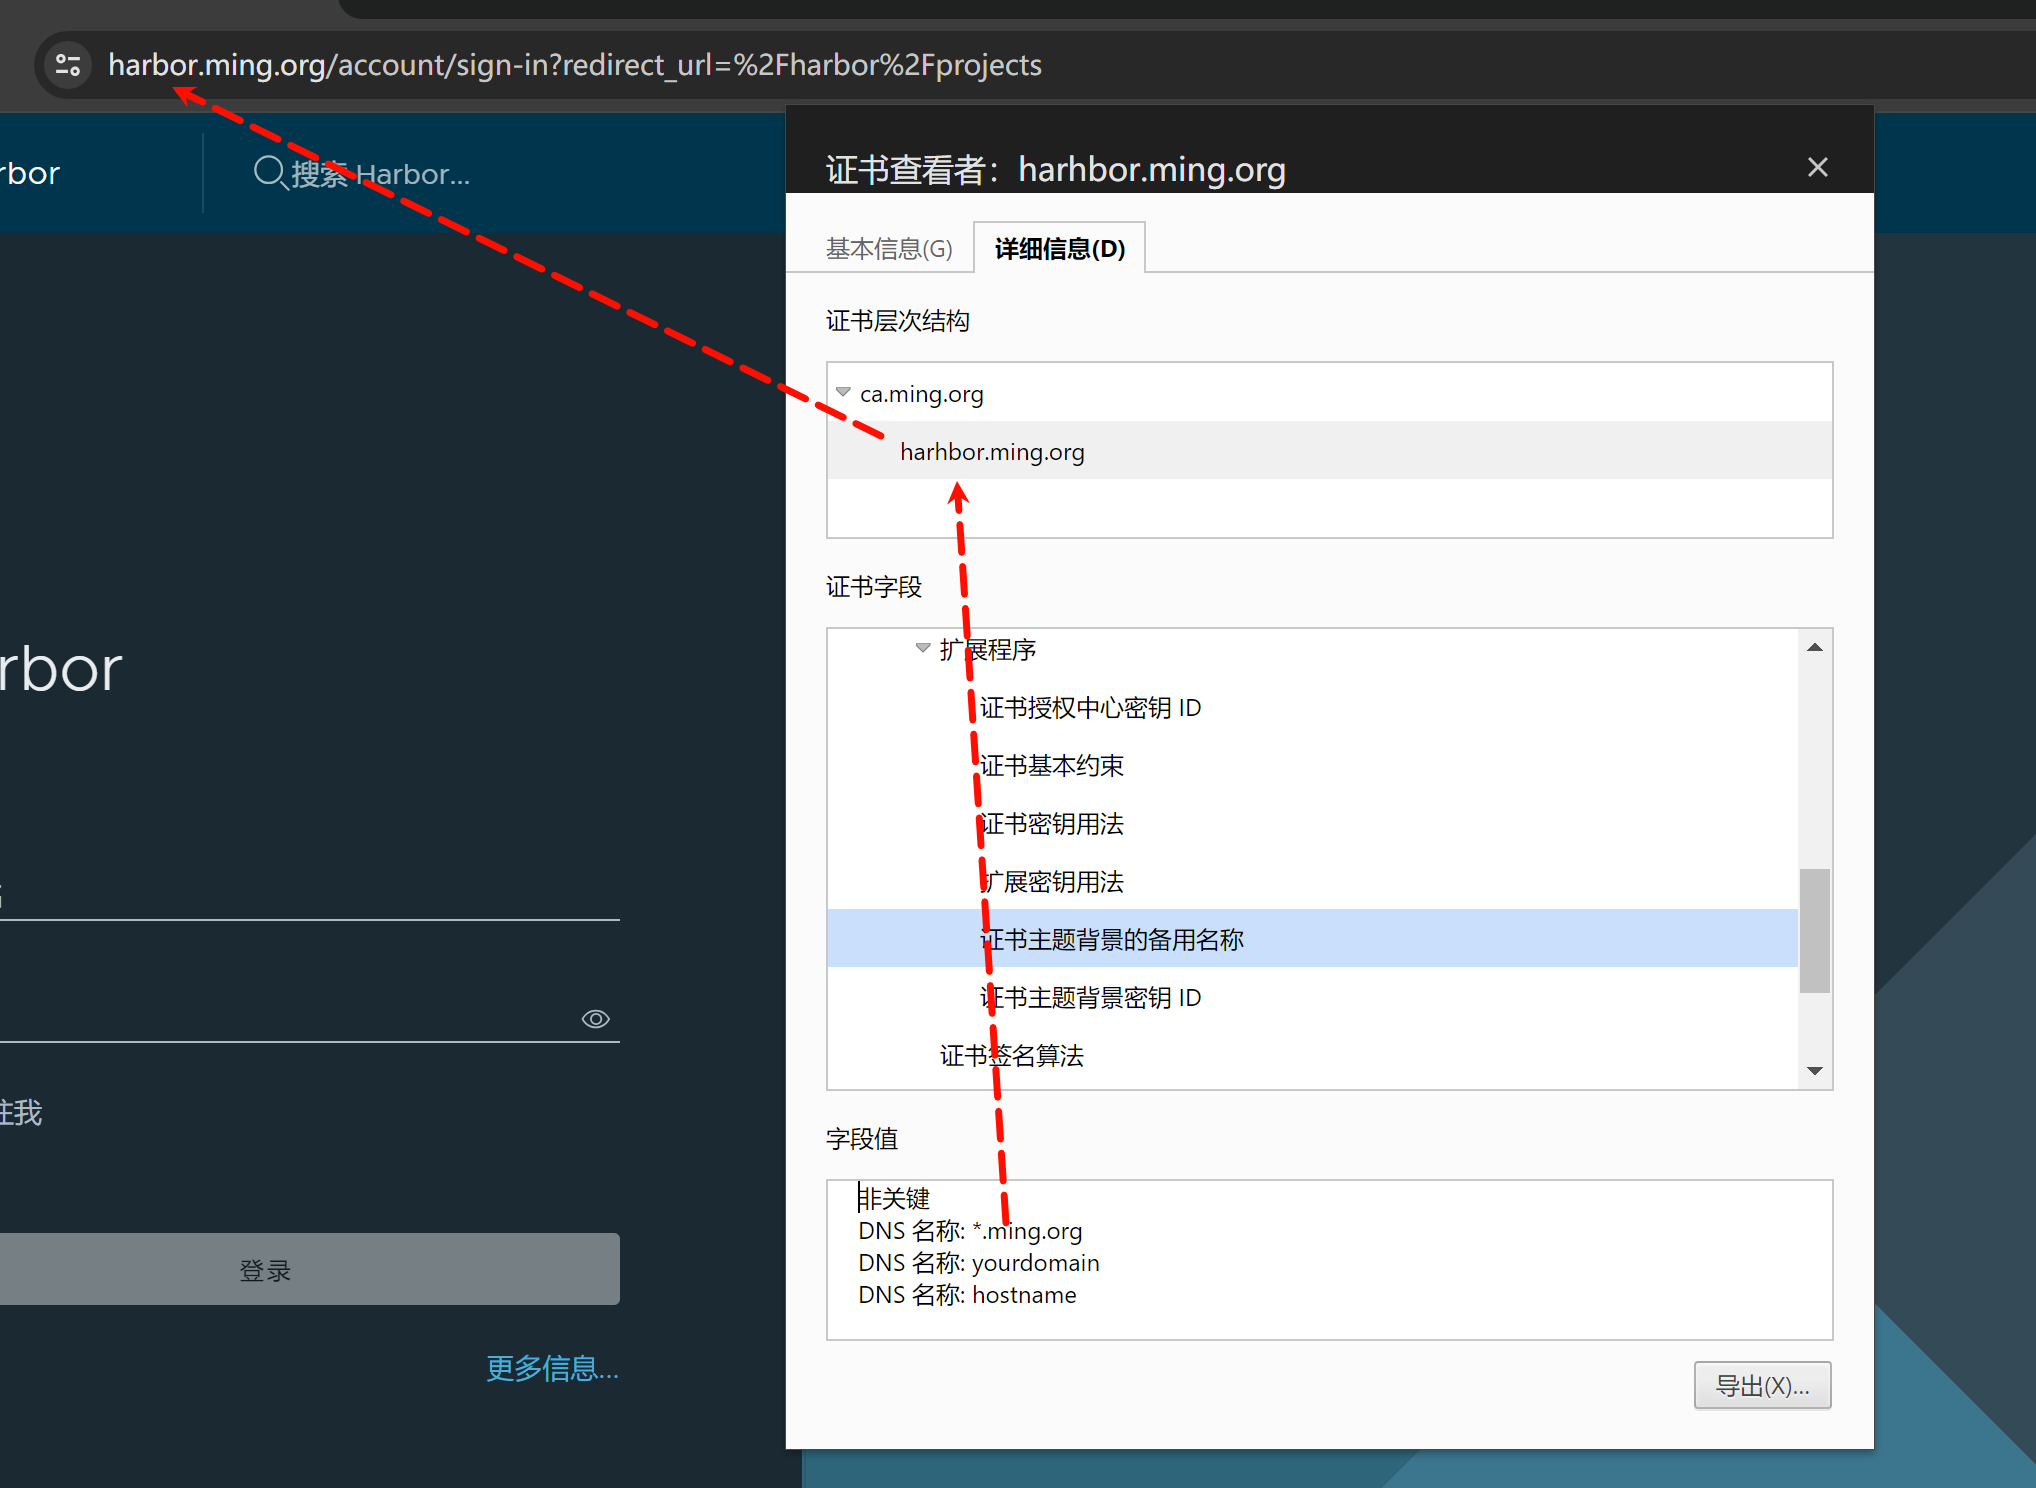 harbor.ming.org/account/sign-in?redirect_url=%2Fharbor%2Fprojects
rbor
搜索 Harbor...
证书查看者：harhbor.ming.org
基本信息(G)
详细信息(D)
证书层次结构
ca.ming.org
harhbor.ming.org
证书字段
扩展程序
证书授权中心密钥 ID
证书基本约束
证书密钥用法
扩展密钥用法
证书主题背景的备用名称
证书主题背景密钥 ID
证书签名算法
字段值
非关键
DNS 名称: *.ming.org
DNS 名称: yourdomain
DNS 名称: hostname
导出(X)...
rbor
住我
登录
更多信息...